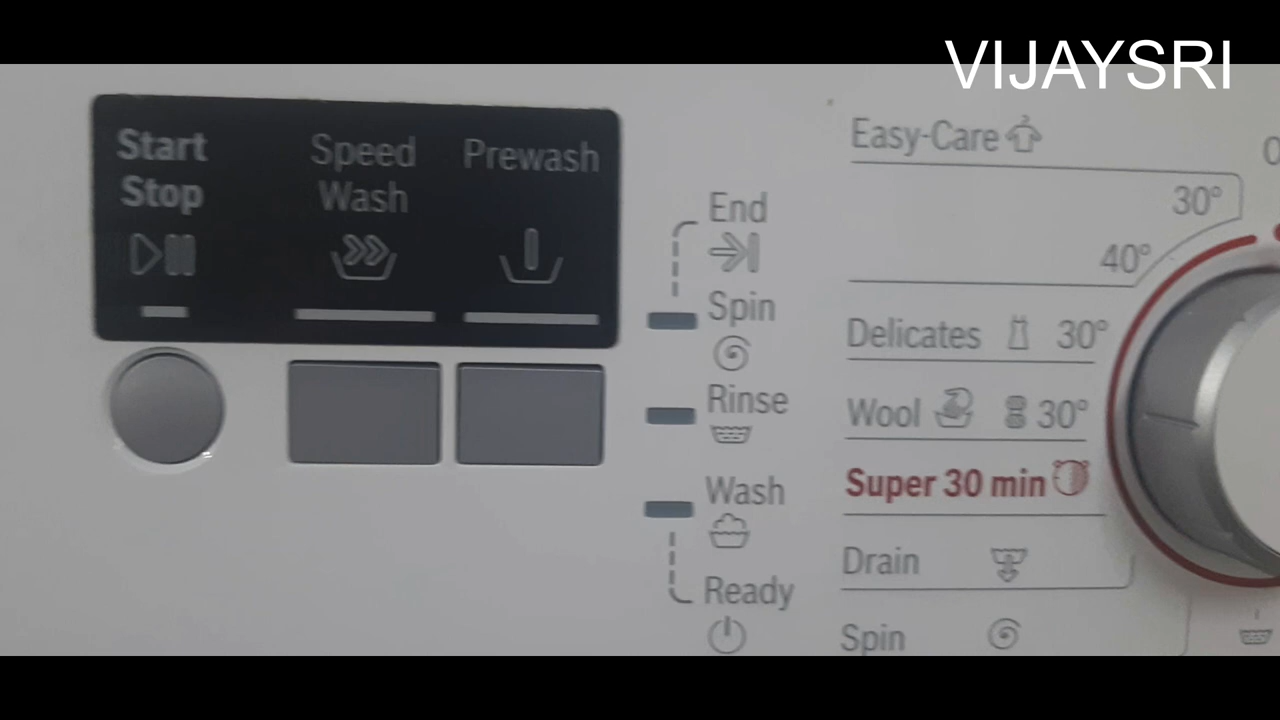 VIJAYSRI
Start
Stop
Speed
Wash
Prewash
End
Spin
Rinse
Wash
Ready
Easy-Care
30°
40°
Delicates 30°
Wool 30°
Super 30 min
Drain
Spin